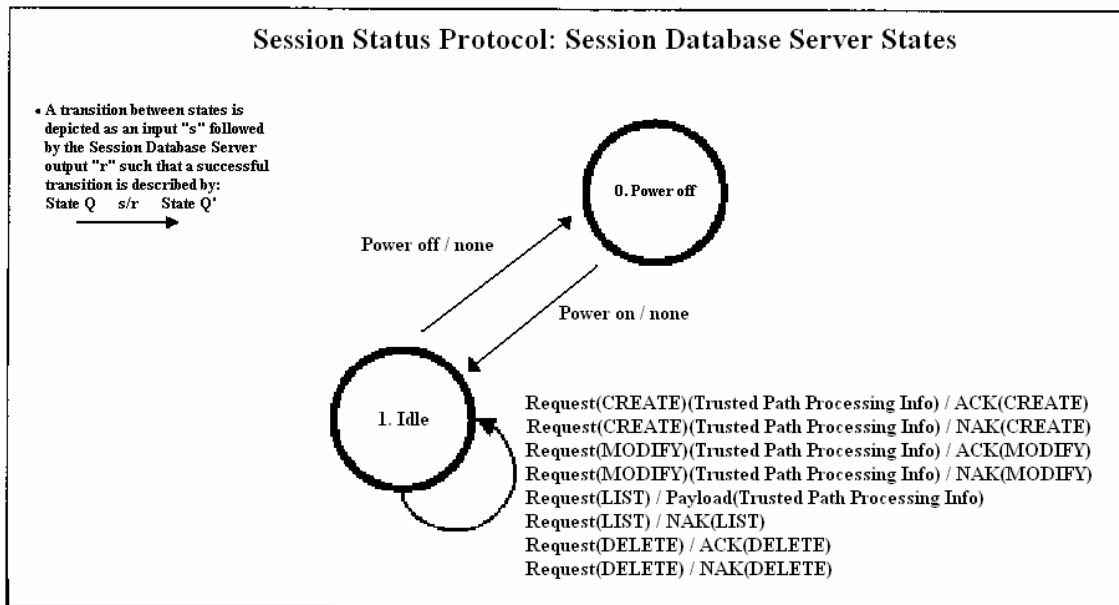 Session Status Protocol: Session Database Server States
• A transition between states is
depicted as an input "s" followed
by the Session Database Server
output "r" such that a successful
transition is described by:
State Q s/r State Q'
0. Power off
Power off / none
Power on / none
1. Idle
Request(CREATE)(Trusted Path Processing Info) / ACK(CREATE)
Request(CREATE)(Trusted Path Processing Info) / NAK(CREATE)
Request(MODIFY)(Trusted Path Processing Info) / ACK(MODIFY)
Request(MODIFY)(Trusted Path Processing Info) / NAK(MODIFY)
Request(LIST) / Payload(Trusted Path Processing Info)
Request(LIST) / NAK(LIST)
Request(DELETE) / ACK(DELETE)
Request(DELETE) / NAK(DELETE)